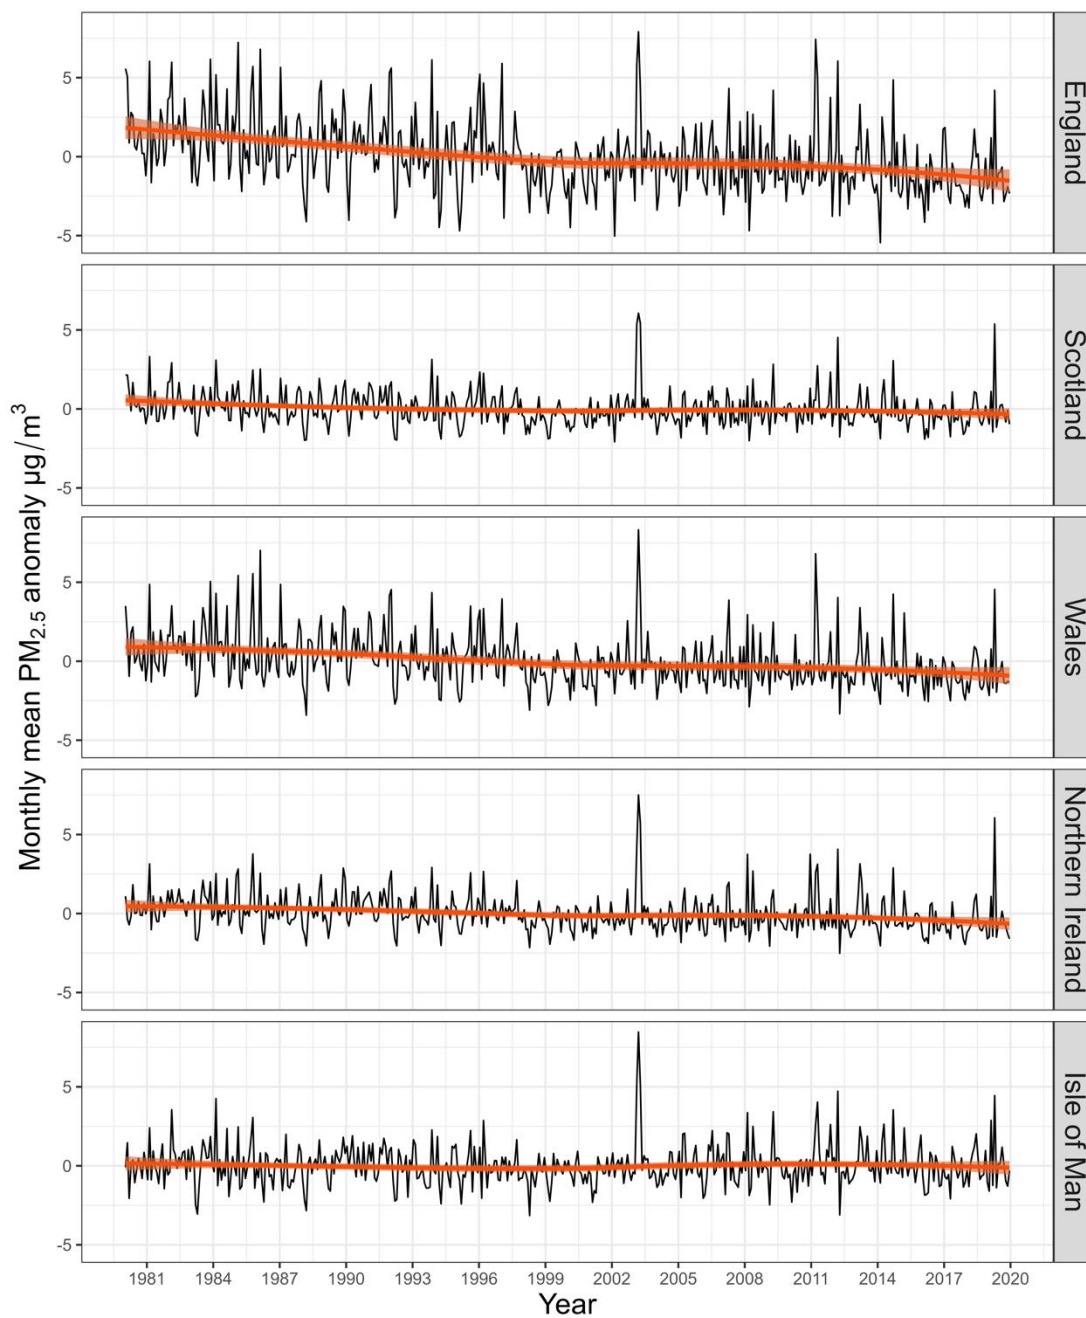 Monthly mean PM2.5 anomaly µg/m3
5
0
-5
England
5
0
-5
Scotland
5
0
-5
Wales
5
0
-5
Northern Ireland
5
0
-5
Isle of Man
1981 1984 1987 1990 1993 1996 1999 2002 2005 2008 2011 2014 2017 2020
Year